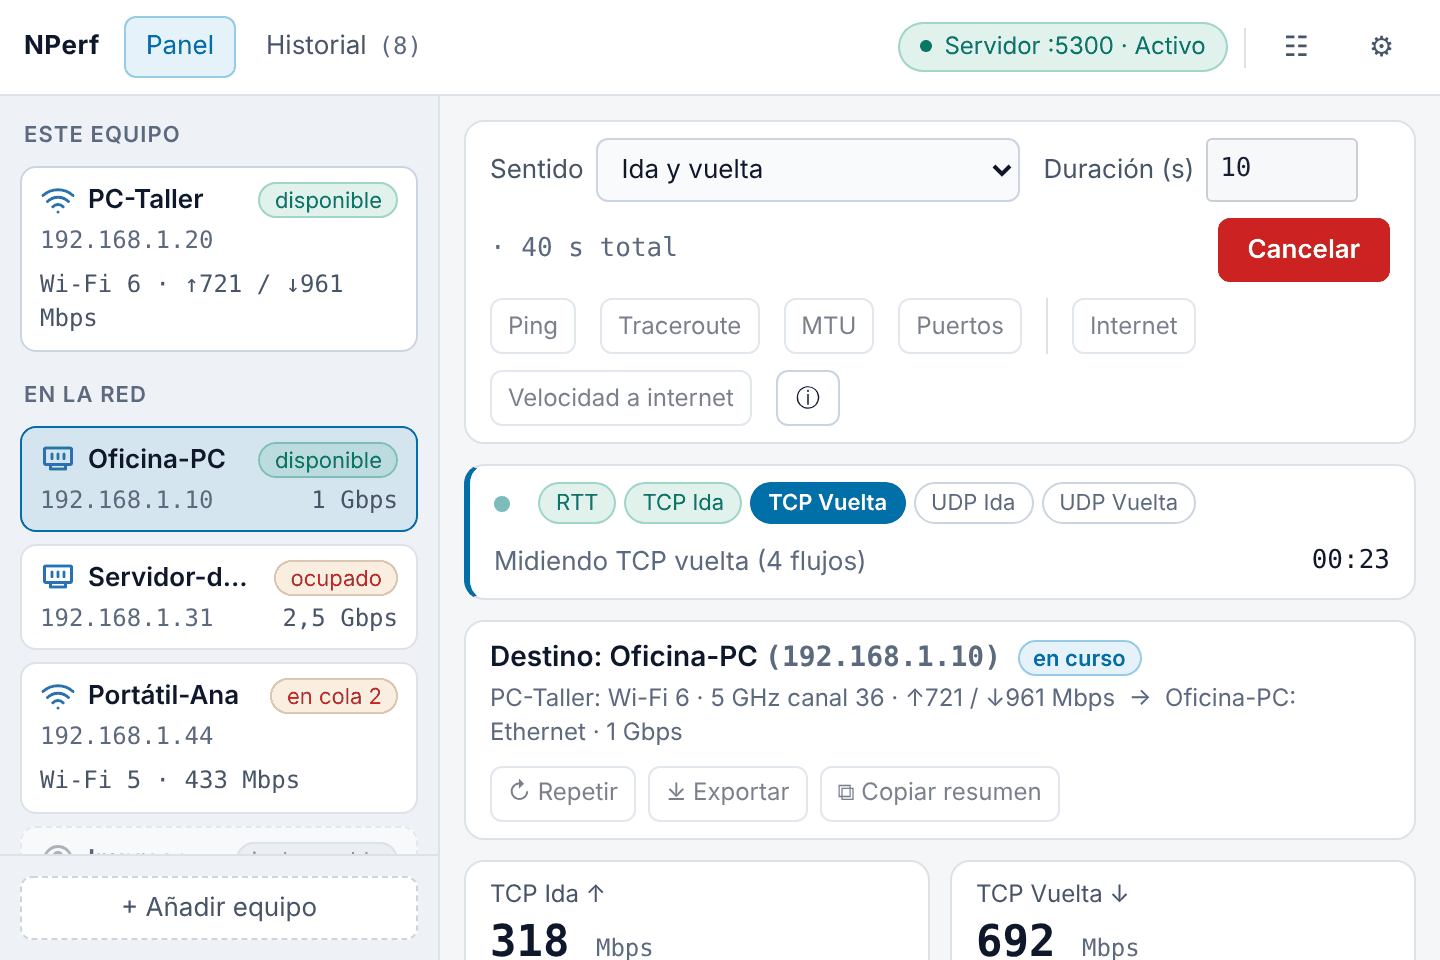 NPerf Panel Historial (8) Servidor :5300 · Activo
ESTE EQUIPO
PC-Taller disponible
192.168.1.20
Wi-Fi 6 · ↑721 / ↓961
Mbps
EN LA RED
Oficina-PC disponible
192.168.1.10 1 Gbps
Servidor-d... ocupado
192.168.1.31 2,5 Gbps
Portátil-Ana en cola 2
192.168.1.44
Wi-Fi 5 · 433 Mbps
+ Añadir equipo
Sentido Ida y vuelta Duración (s) 10
· 40 s total Cancelar
Ping Traceroute MTU Puertos Internet
Velocidad a internet ⓘ
RTT TCP Ida TCP Vuelta UDP Ida UDP Vuelta
Midiendo TCP vuelta (4 flujos) 00:23
Destino: Oficina-PC (192.168.1.10) en curso
PC-Taller: Wi-Fi 6 · 5 GHz canal 36 · ↑721 / ↓961 Mbps → Oficina-PC:
Ethernet · 1 Gbps
Repetir Exportar Copiar resumen
TCP Ida ↑ TCP Vuelta ↓
318 Mbps 692 Mbps